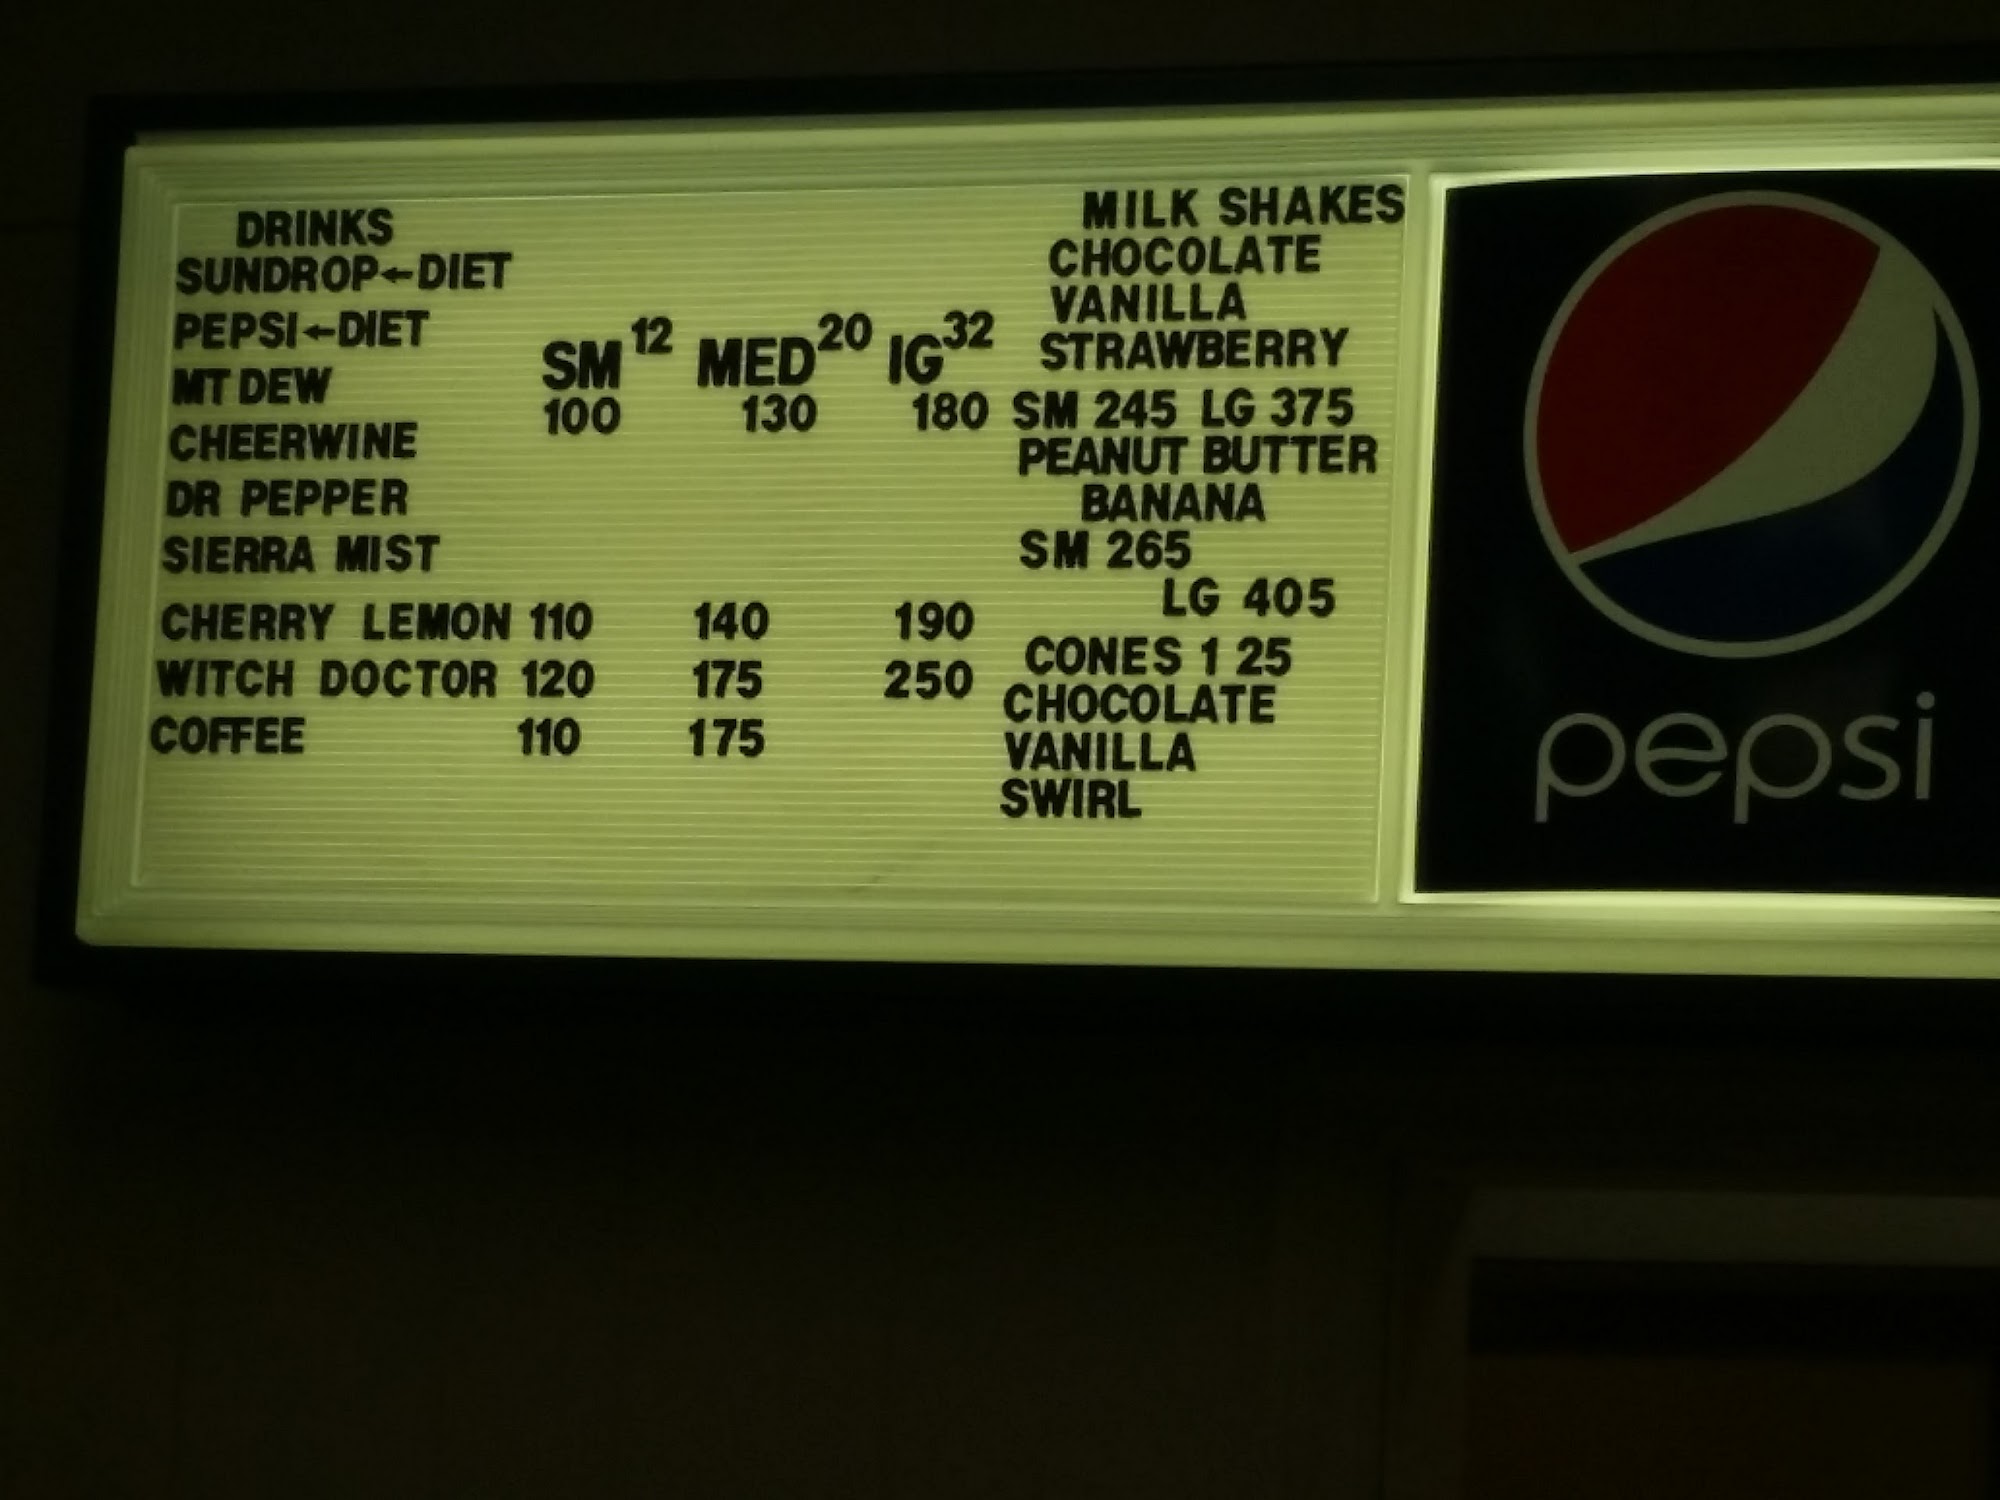 DRINKS
SUNDROP←DIET
PEPSI←DIET
MT DEW
CHEERWINE
DR PEPPER
SIERRA MIST
SM 12 MED 20 IG 32
100 130 180
CHERRY LEMON 110 140 190
WITCH DOCTOR 120 175 250
COFFEE 110 175
MILK SHAKES
CHOCOLATE
VANILLA
STRAWBERRY
SM 245 LG 375
PEANUT BUTTER
BANANA
SM 265
LG 405
CONES 1 25
CHOCOLATE
VANILLA
SWIRL
pepsi